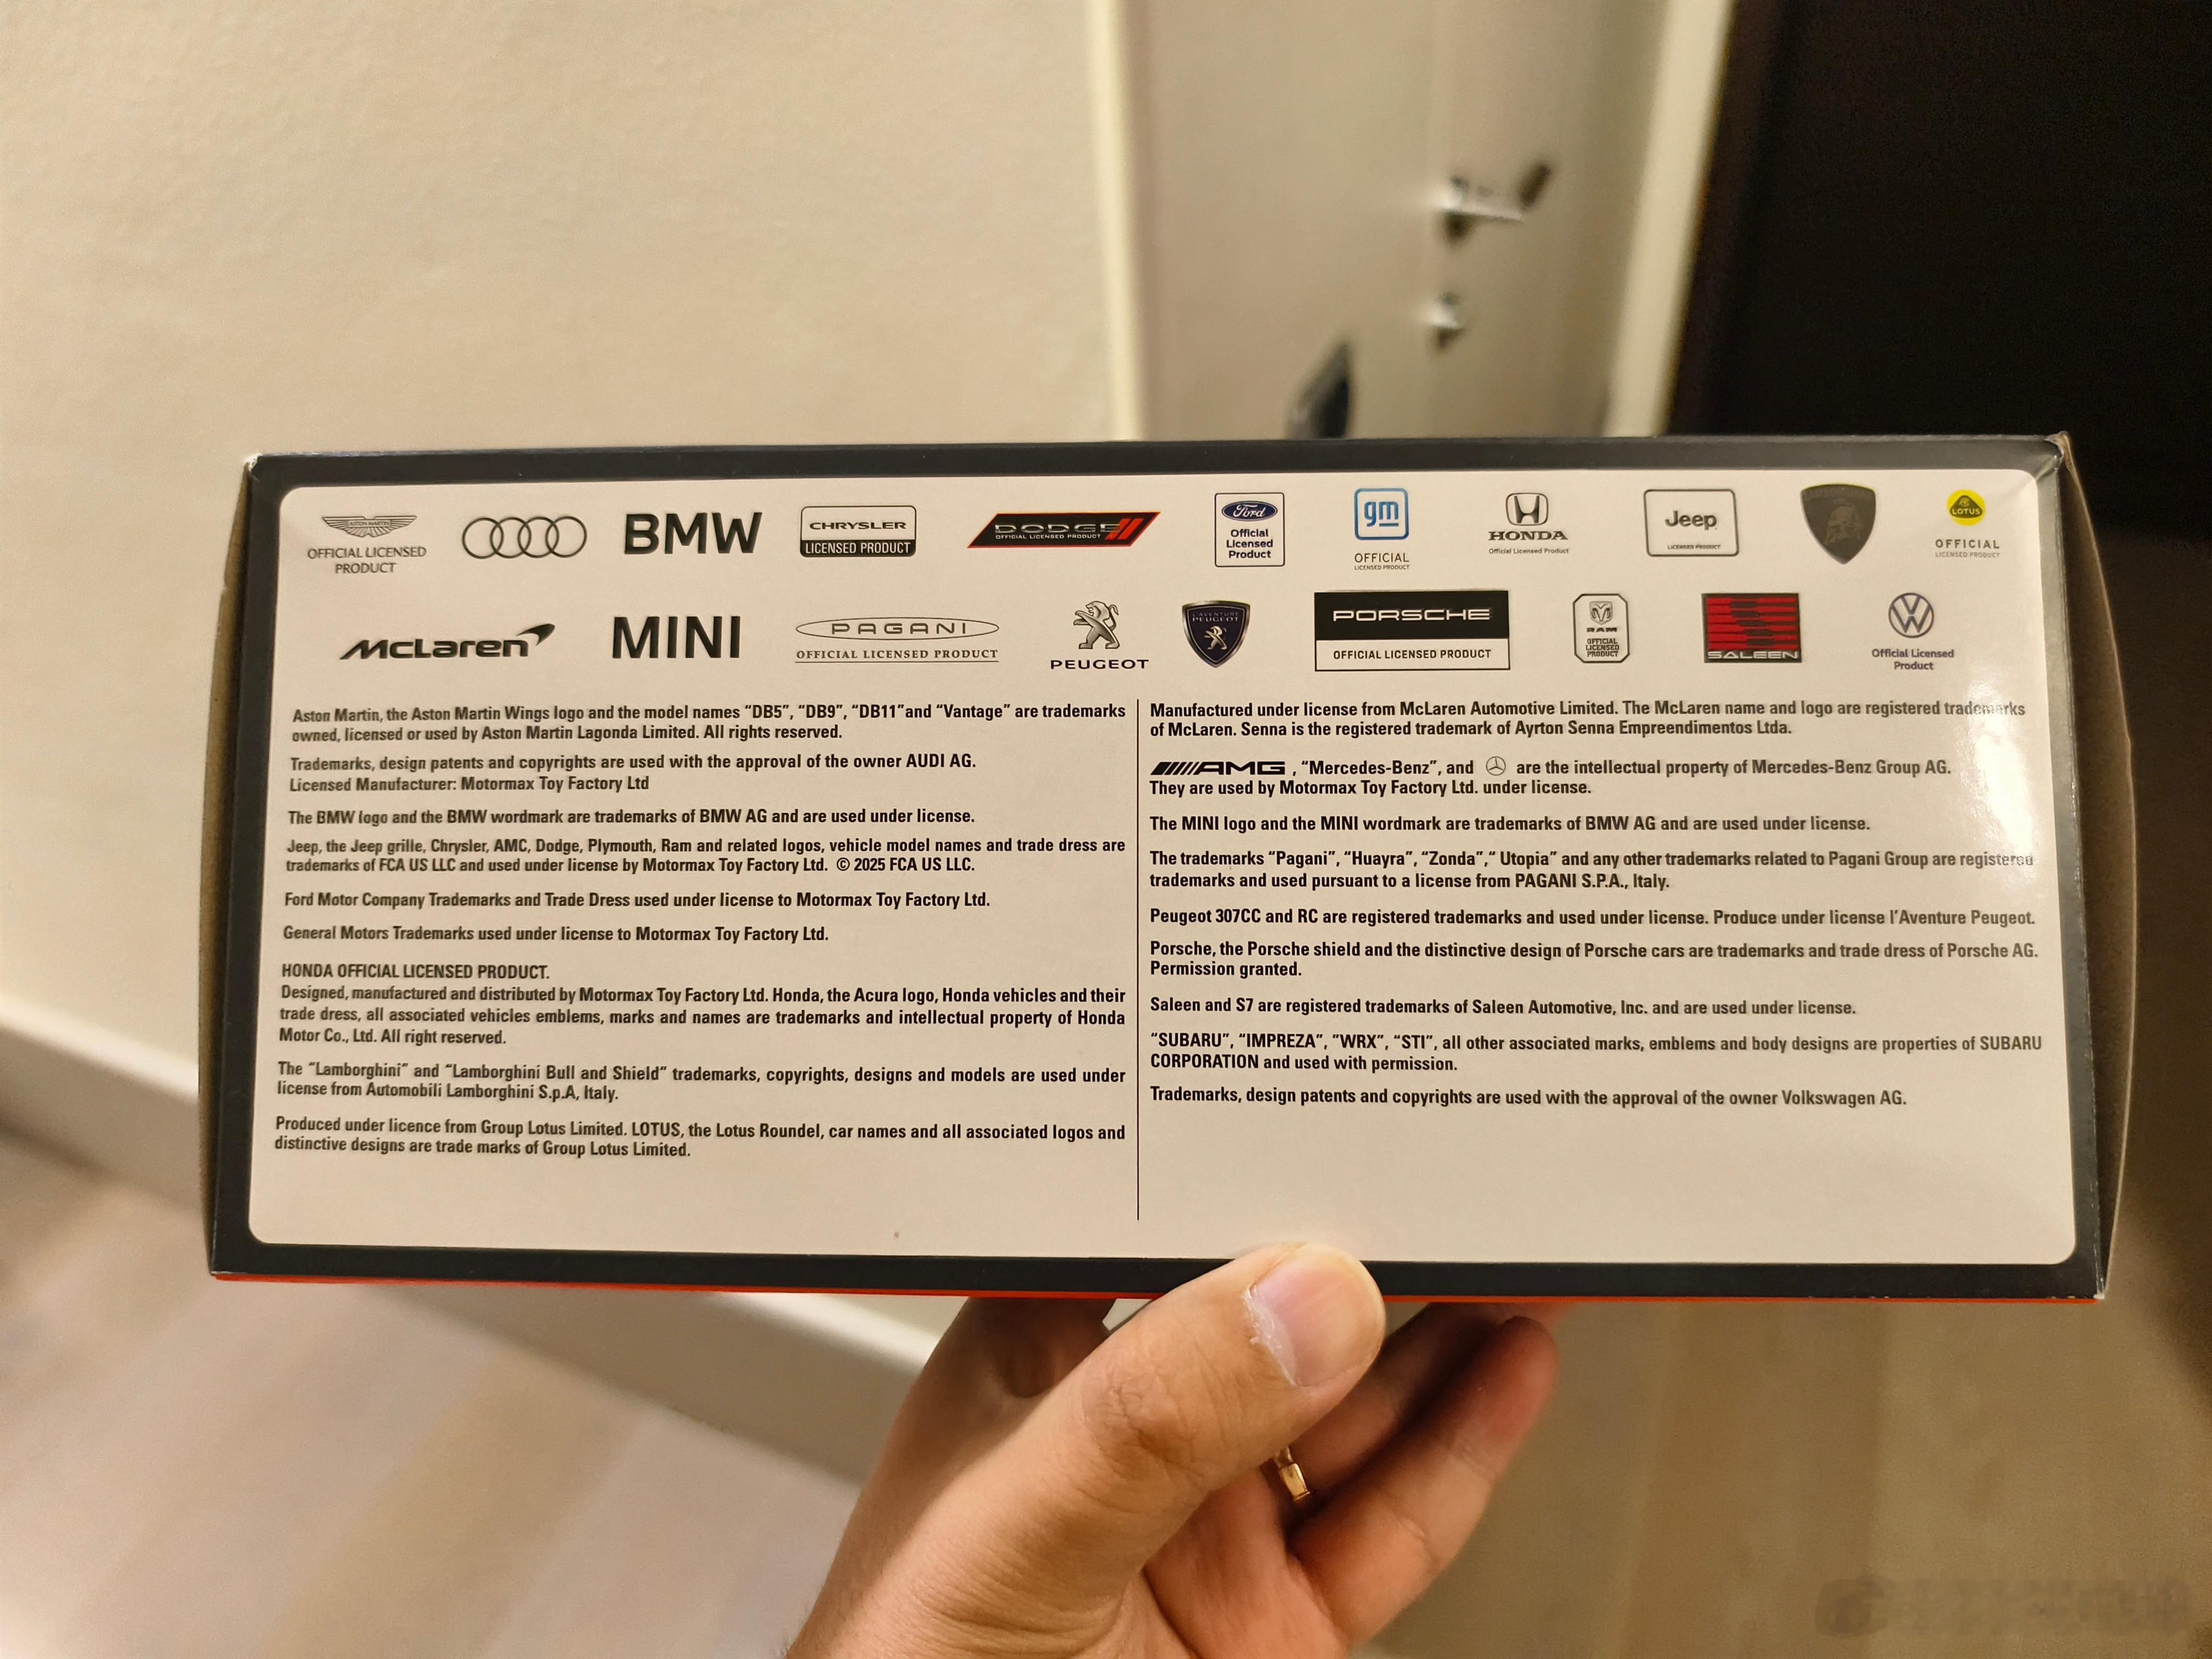 ASTON MARTIN
OFFICIAL LICENSED
PRODUCT
BMW
CHRYSLER
LICENSED PRODUCT
DODGE
OFFICIAL LICENSED PRODUCT
Ford
Official
Licensed
Product
gm
OFFICIAL
LICENSED PRODUCT
HONDA
Official Licensed Product
Jeep
LICENSED PRODUCT
LOTUS
OFFICIAL
LICENSED PRODUCT
McLaren
MINI
PAGANI
OFFICIAL LICENSED PRODUCT
PEUGEOT
L'AVENTURE
PEUGEOT
PORSCHE
OFFICIAL LICENSED PRODUCT
RAM
OFFICIAL
LICENSED
PRODUCT
SALEEN
Official Licensed
Product
Aston Martin, the Aston Martin Wings logo and the model names “DB5”, “DB9”, “DB11”and “Vantage” are trademarks
owned, licensed or used by Aston Martin Lagonda Limited. All rights reserved.
Trademarks, design patents and copyrights are used with the approval of the owner AUDI AG.
Licensed Manufacturer: Motormax Toy Factory Ltd
The BMW logo and the BMW wordmark are trademarks of BMW AG and are used under license.
Jeep, the Jeep grille, Chrysler, AMC, Dodge, Plymouth, Ram and related logos, vehicle model names and trade dress are
trademarks of FCA US LLC and used under license by Motormax Toy Factory Ltd. © 2025 FCA US LLC.
Ford Motor Company Trademarks and Trade Dress used under license to Motormax Toy Factory Ltd.
General Motors Trademarks used under license to Motormax Toy Factory Ltd.
HONDA OFFICIAL LICENSED PRODUCT.
Designed, manufactured and distributed by Motormax Toy Factory Ltd. Honda, the Acura logo, Honda vehicles and their
trade dress, all associated vehicles emblems, marks and names are trademarks and intellectual property of Honda
Motor Co., Ltd. All right reserved.
The “Lamborghini” and “Lamborghini Bull and Shield” trademarks, copyrights, designs and models are used under
license from Automobili Lamborghini S.p.A, Italy.
Produced under licence from Group Lotus Limited. LOTUS, the Lotus Roundel, car names and all associated logos and
distinctive designs are trade marks of Group Lotus Limited.
Manufactured under license from McLaren Automotive Limited. The McLaren name and logo are registered trademarks
of McLaren. Senna is the registered trademark of Ayrton Senna Empreendimentos Ltda.
AMG , “Mercedes-Benz”, and are the intellectual property of Mercedes-Benz Group AG.
They are used by Motormax Toy Factory Ltd. under license.
The MINI logo and the MINI wordmark are trademarks of BMW AG and are used under license.
The trademarks “Pagani”, “Huayra”, “Zonda”,“ Utopia” and any other trademarks related to Pagani Group are registered
trademarks and used pursuant to a license from PAGANI S.P.A., Italy.
Peugeot 307CC and RC are registered trademarks and used under license. Produce under license l’Aventure Peugeot.
Porsche, the Porsche shield and the distinctive design of Porsche cars are trademarks and trade dress of Porsche AG.
Permission granted.
Saleen and S7 are registered trademarks of Saleen Automotive, Inc. and are used under license.
“SUBARU”, “IMPREZA”, “WRX”, “STI”, all other associated marks, emblems and body designs are properties of SUBARU
CORPORATION and used with permission.
Trademarks, design patents and copyrights are used with the approval of the owner Volkswagen AG.